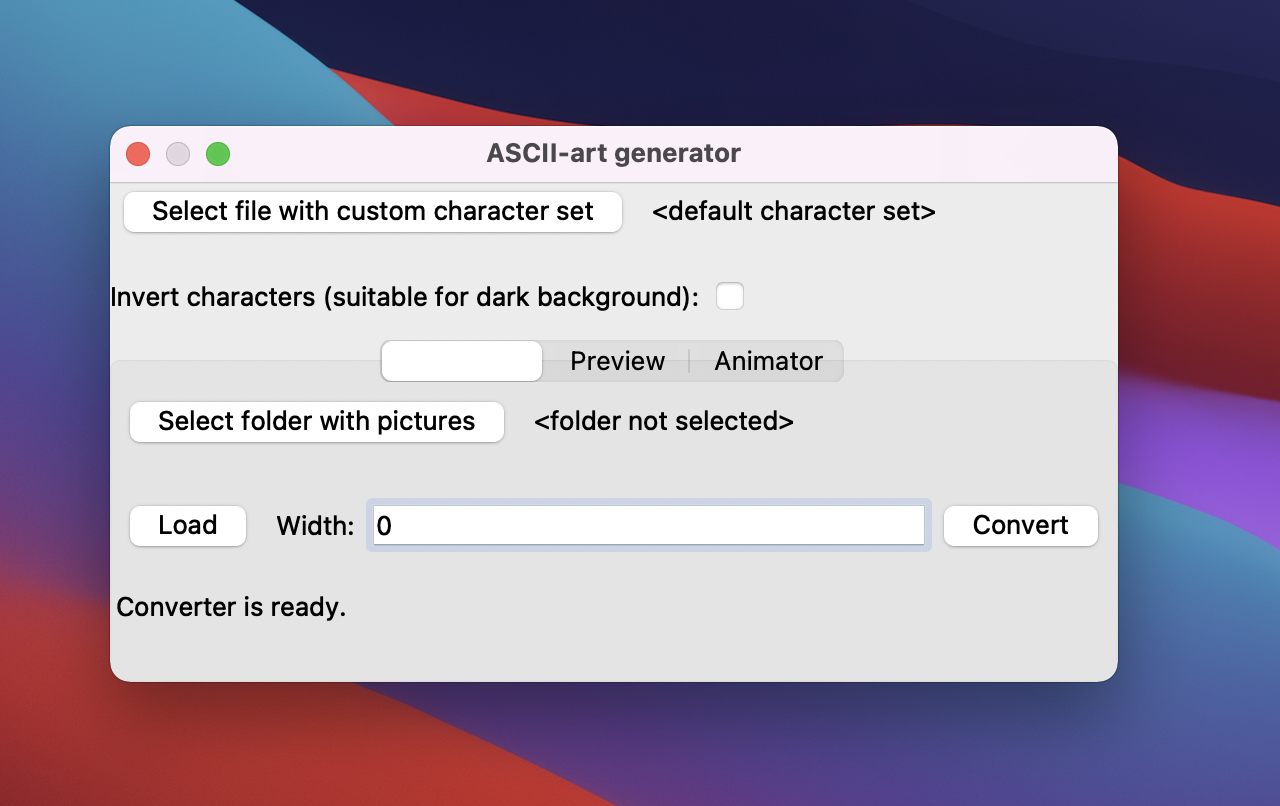 ASCII-art generator
Select file with custom character set <default character set>
Invert characters (suitable for dark background):
Preview Animator
Select folder with pictures <folder not selected>
Load Width: 0 Convert
Converter is ready.